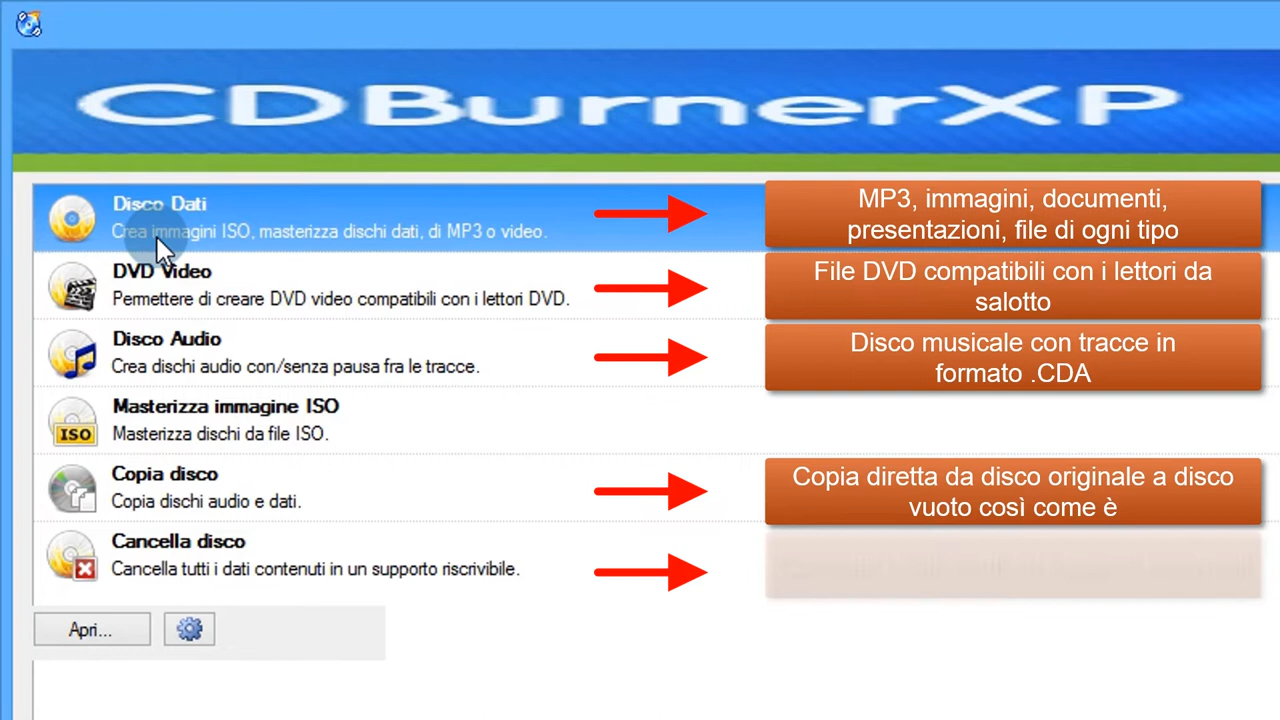 CDBurnerXP
Disco Dati
Crea immagini ISO, masterizza dischi dati, di MP3 o video.
MP3, immagini, documenti,
presentazioni, file di ogni tipo
DVD Video
Permettere di creare DVD video compatibili con i lettori DVD.
File DVD compatibili con i lettori da
salotto
Disco Audio
Crea dischi audio con/senza pausa fra le tracce.
Disco musicale con tracce in
formato .CDA
Masterizza immagine ISO
ISO
Masterizza dischi da file ISO.
Copia disco
Copia dischi audio e dati.
Copia diretta da disco originale a disco
vuoto così come è
Cancella disco
Cancella tutti i dati contenuti in un supporto riscrivibile.
Apri...